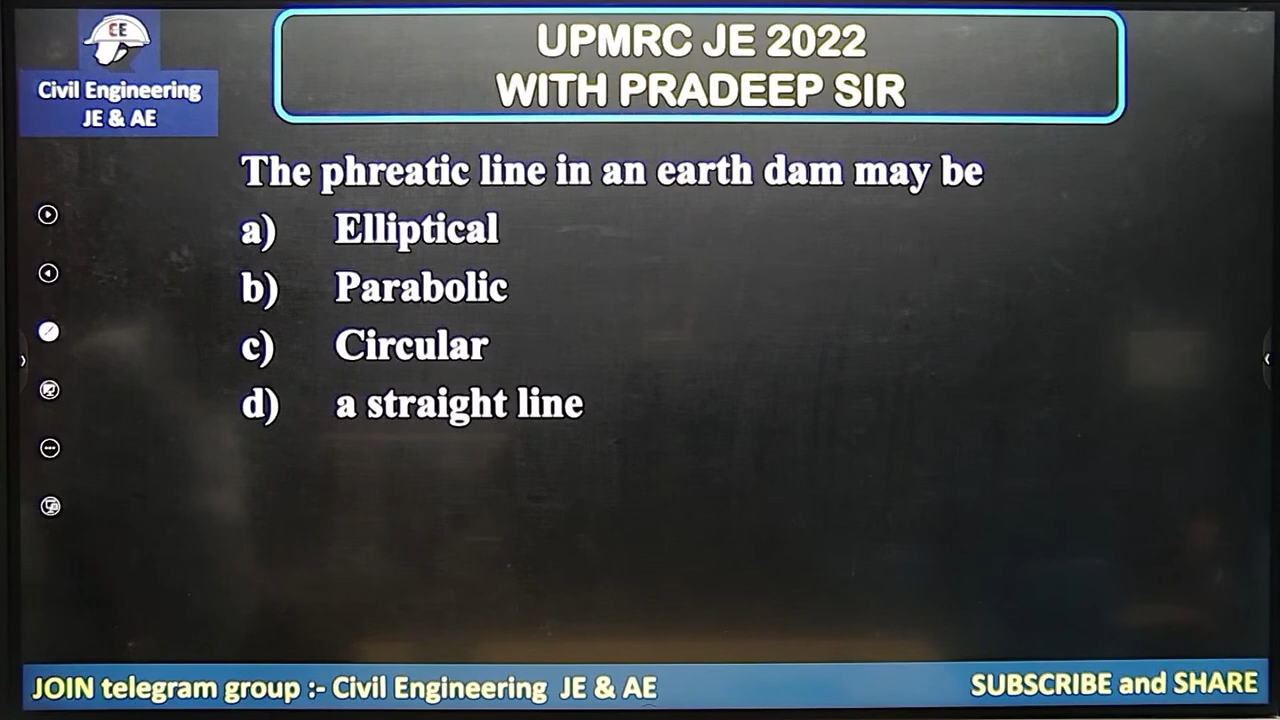 CE
Civil Engineering
JE & AE
UPMRC JE 2022
WITH PRADEEP SIR
The phreatic line in an earth dam may be
a) Elliptical
b) Parabolic
c) Circular
d) a straight line
JOIN telegram group :- Civil Engineering JE & AE
SUBSCRIBE and SHARE